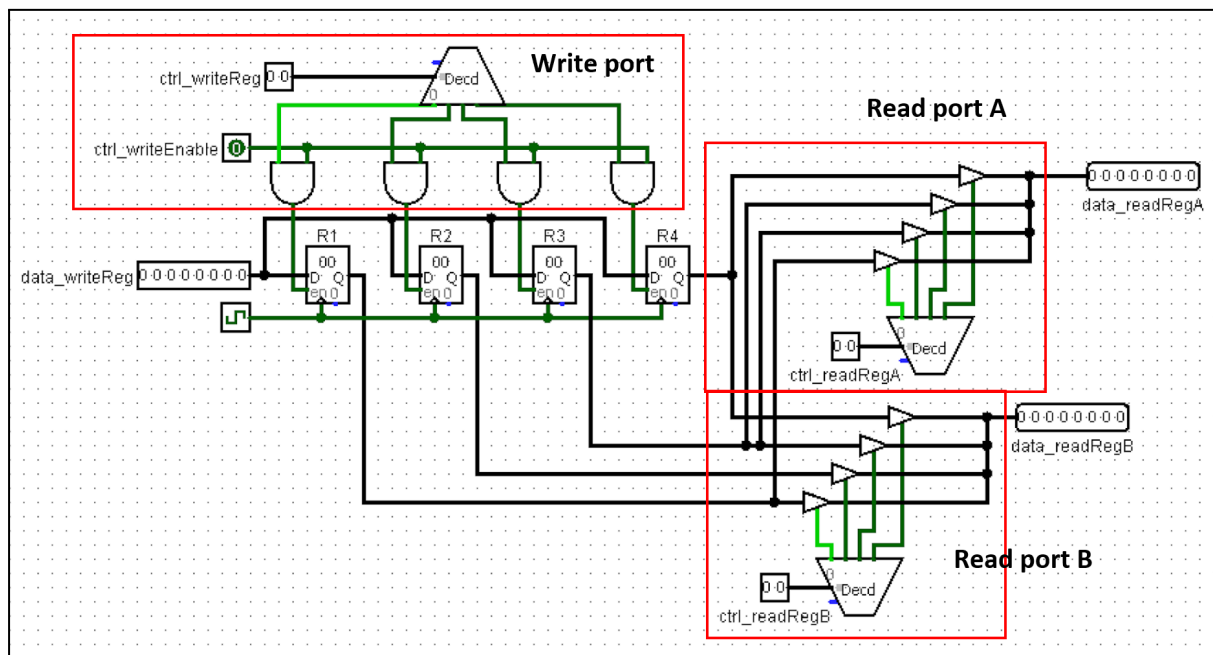 Write port
ctrl_writeReg
0 0
Decd
0
Read port A
ctrl_writeEnable
0
0 0 0 0 0 0 0 0
data_readRegA
R1
R2
R3
R4
data_writeReg
0 0 0 0 0 0 0 0
00
D Q
en 0
00
D Q
en 0
00
D Q
en 0
00
D Q
en 0
0
Decd
0 0
ctrl_readRegA
0 0 0 0 0 0 0 0
data_readRegB
Read port B
0
Decd
0 0
ctrl_readRegB